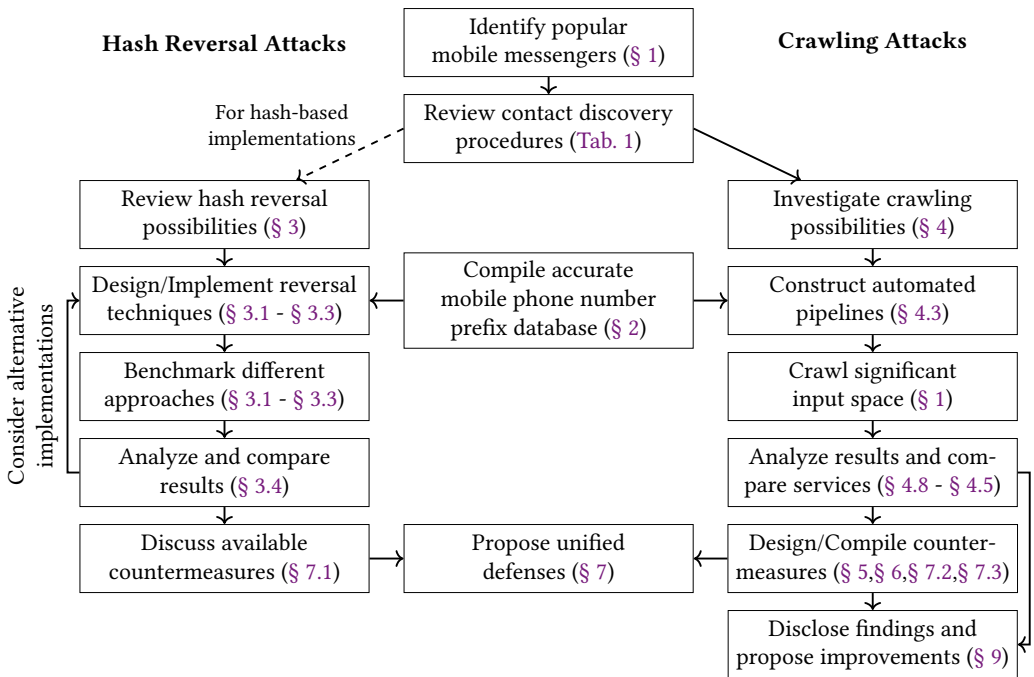 Hash Reversal Attacks
Identify popular
mobile messengers (§ 1)
Crawling Attacks
For hash-based
implementations
Review contact discovery
procedures (Tab. 1)
Review hash reversal
possibilities (§ 3)
Investigate crawling
possibilities (§ 4)
Consider alternative
implementations
Design/Implement reversal
techniques (§ 3.1 - § 3.3)
Compile accurate
mobile phone number
prefix database (§ 2)
Construct automated
pipelines (§ 4.3)
Benchmark different
approaches (§ 3.1 - § 3.3)
Crawl significant
input space (§ 1)
Analyze and compare
results (§ 3.4)
Analyze results and com-
pare services (§ 4.8 - § 4.5)
Discuss available
countermeasures (§ 7.1)
Propose unified
defenses (§ 7)
Design/Compile counter-
measures (§ 5,§ 6,§ 7.2,§ 7.3)
Disclose findings and
propose improvements (§ 9)